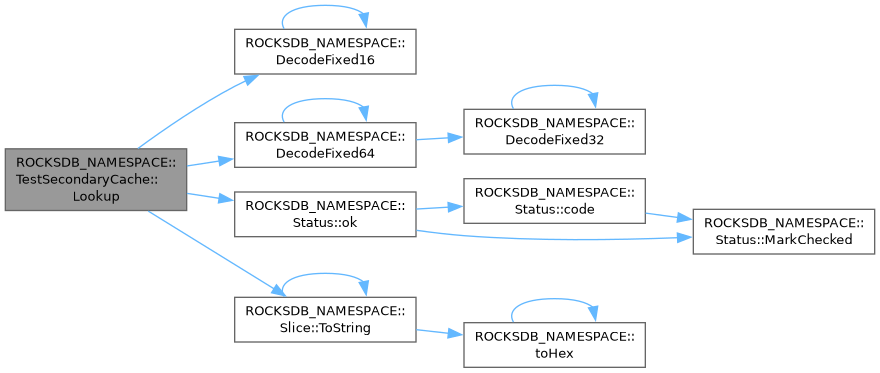 ROCKSDB_NAMESPACE::
TestSecondaryCache::
Lookup
ROCKSDB_NAMESPACE::
DecodeFixed16
ROCKSDB_NAMESPACE::
DecodeFixed64
ROCKSDB_NAMESPACE::
DecodeFixed32
ROCKSDB_NAMESPACE::
Status::ok
ROCKSDB_NAMESPACE::
Status::code
ROCKSDB_NAMESPACE::
Status::MarkChecked
ROCKSDB_NAMESPACE::
Slice::ToString
ROCKSDB_NAMESPACE::
toHex